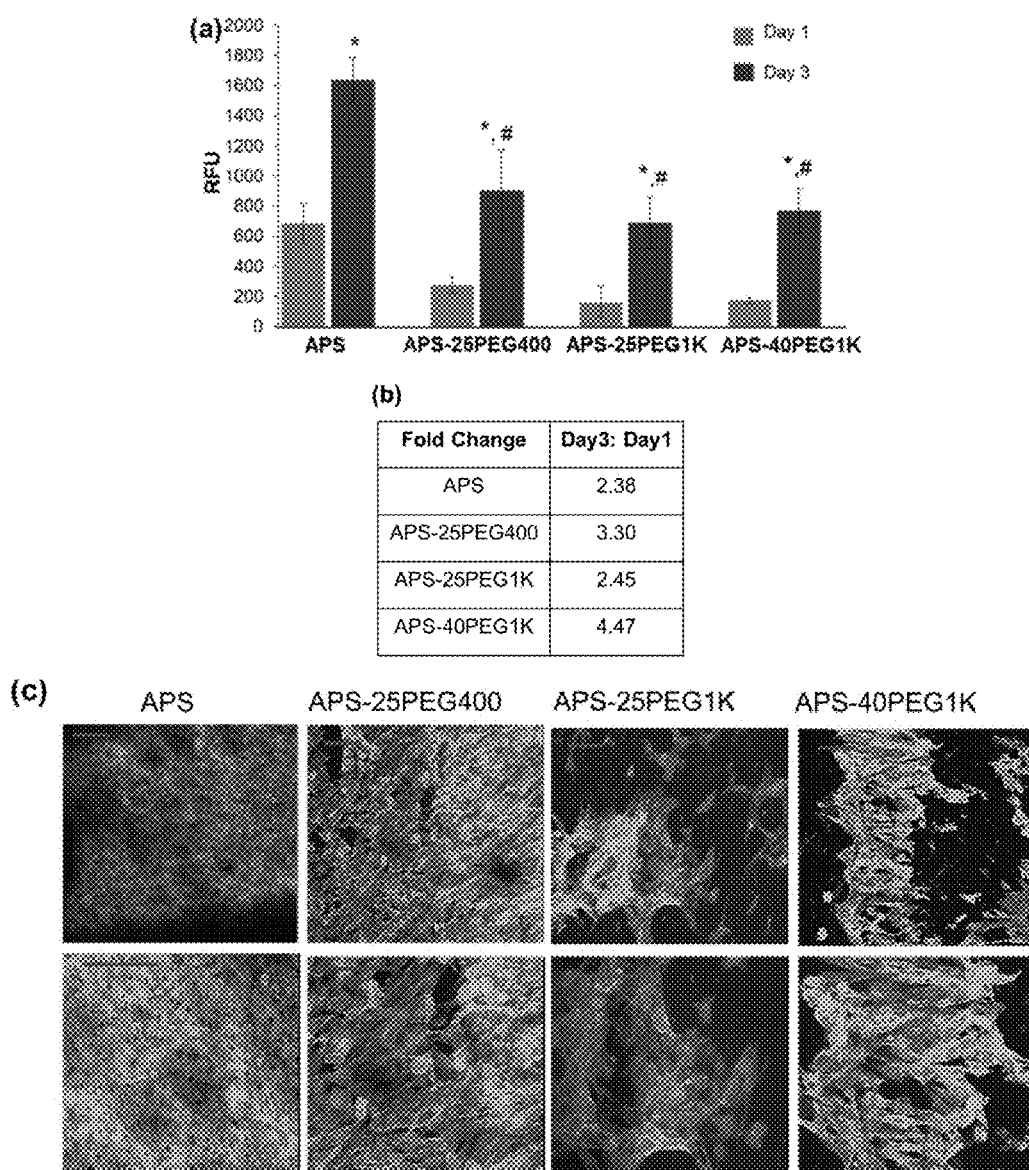 (a)
2000
1800
1600
1400
1200
1000
800
600
400
200
0
RFU
Day 1
Day 3
*
*, #
*,#
*,#
APS APS-25PEG400 APS-25PEG1K APS-40PEG1K
(b)
Fold Change Day3: Day1
APS 2.38
APS-25PEG400 3.30
APS-25PEG1K 2.45
APS-40PEG1K 4.47
(c) APS APS-25PEG400 APS-25PEG1K APS-40PEG1K